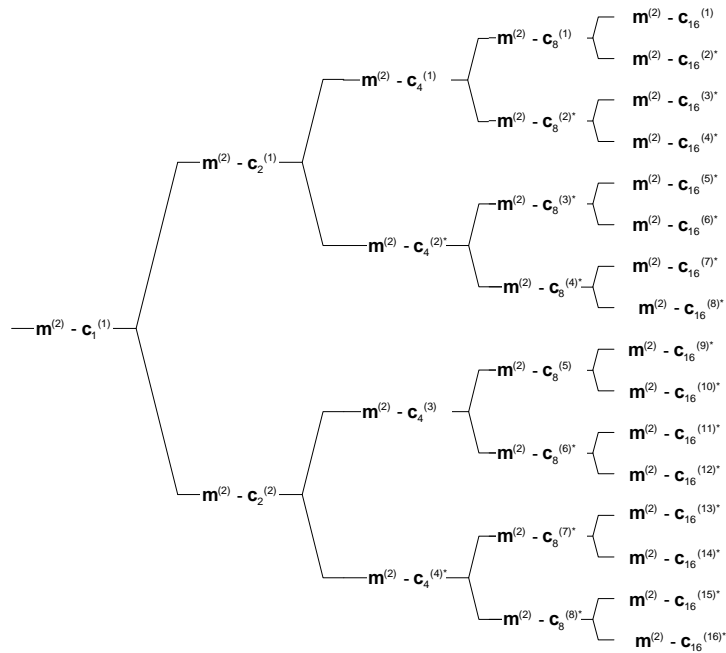 m⁽²⁾ - c₁₆⁽¹⁾
m⁽²⁾ - c₈⁽¹⁾
m⁽²⁾ - c₁₆⁽²⁾*
m⁽²⁾ - c₄⁽¹⁾
m⁽²⁾ - c₁₆⁽³⁾*
m⁽²⁾ - c₈⁽²⁾*
m⁽²⁾ - c₁₆⁽⁴⁾*
m⁽²⁾ - c₂⁽¹⁾
m⁽²⁾ - c₁₆⁽⁵⁾*
m⁽²⁾ - c₈⁽³⁾*
m⁽²⁾ - c₁₆⁽⁶⁾*
m⁽²⁾ - c₄⁽²⁾*
m⁽²⁾ - c₁₆⁽⁷⁾*
m⁽²⁾ - c₈⁽⁴⁾*
m⁽²⁾ - c₁₆⁽⁸⁾*
m⁽²⁾ - c₁⁽¹⁾
m⁽²⁾ - c₁₆⁽⁹⁾*
m⁽²⁾ - c₈⁽⁵⁾
m⁽²⁾ - c₁₆⁽¹⁰⁾*
m⁽²⁾ - c₄⁽³⁾
m⁽²⁾ - c₁₆⁽¹¹⁾*
m⁽²⁾ - c₈⁽⁶⁾*
m⁽²⁾ - c₁₆⁽¹²⁾*
m⁽²⁾ - c₂⁽²⁾
m⁽²⁾ - c₁₆⁽¹³⁾*
m⁽²⁾ - c₈⁽⁷⁾*
m⁽²⁾ - c₁₆⁽¹⁴⁾*
m⁽²⁾ - c₄⁽⁴⁾*
m⁽²⁾ - c₁₆⁽¹⁵⁾*
m⁽²⁾ - c₈⁽⁸⁾*
m⁽²⁾ - c₁₆⁽¹⁶⁾*